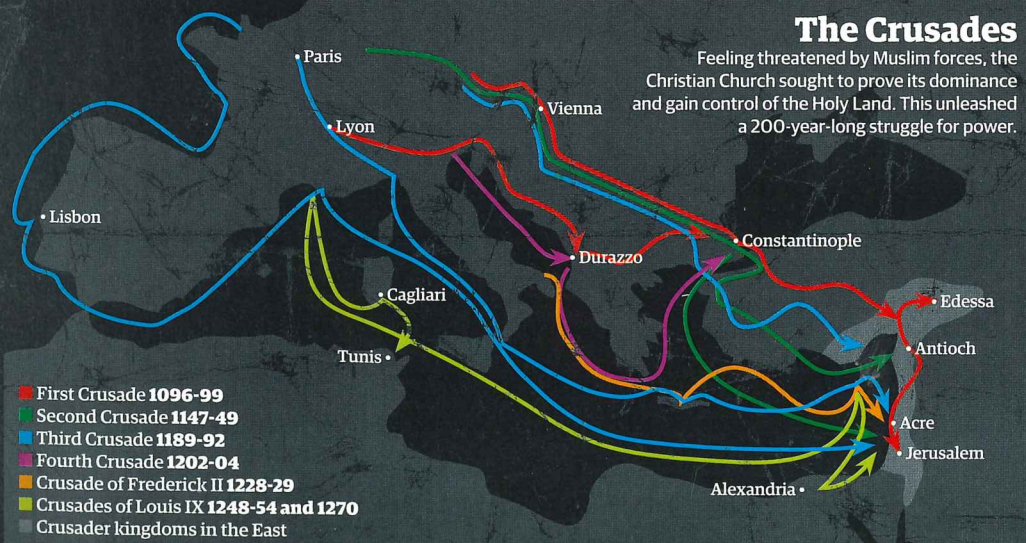 The Crusades
Feeling threatened by Muslim forces, the
Christian Church sought to prove its dominance
and gain control of the Holy Land. This unleashed
a 200-year-long struggle for power.
Paris
Vienna
Lyon
Lisbon
Constantinople
Durazzo
Cagliari
Edessa
Tunis
Antioch
First Crusade 1096-99
Second Crusade 1147-49
Third Crusade 1189-92
Fourth Crusade 1202-04
Crusade of Frederick II 1228-29
Crusades of Louis IX 1248-54 and 1270
Crusader kingdoms in the East
Acre
Jerusalem
Alexandria